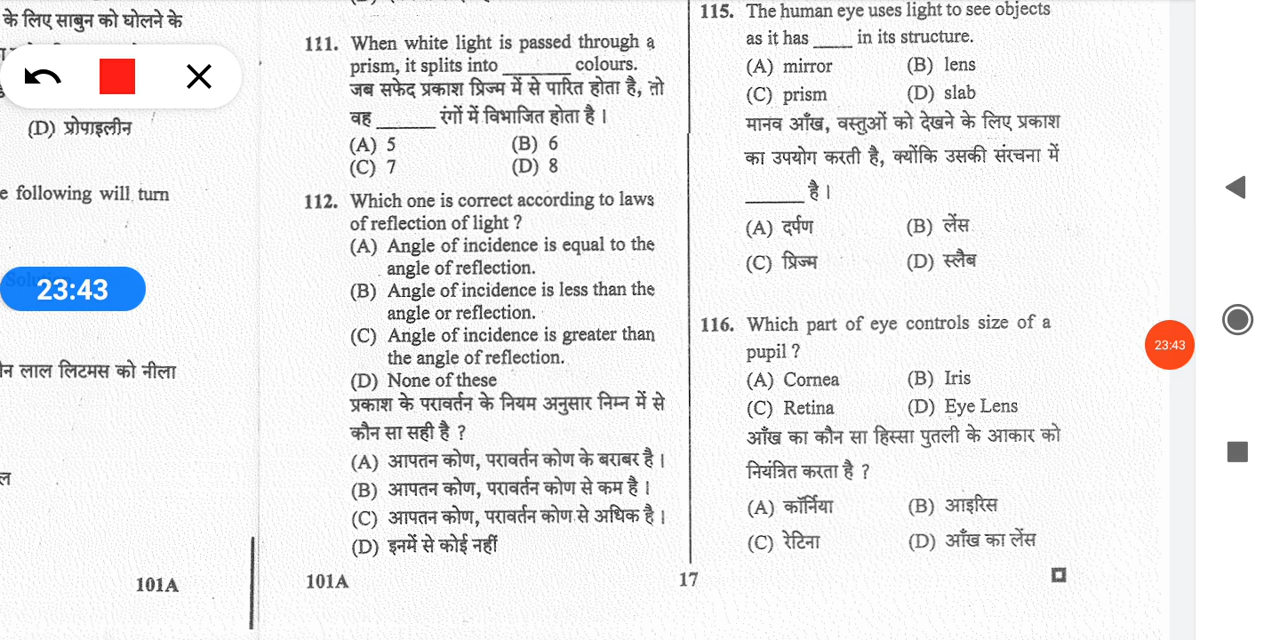 के लिए साबुन को घोलने के
(D) प्रोपाइलीन
e following will turn
23:43
न लाल लिटमस को नीला
101A
111. When white light is passed through a
prism, it splits into ______ colours.
जब सफेद प्रकाश प्रिज्म में से पारित होता है, तो
वह ______ रंगों में विभाजित होता है ।
(A) 5 (B) 6
(C) 7 (D) 8
112. Which one is correct according to laws
of reflection of light ?
(A) Angle of incidence is equal to the
angle of reflection.
(B) Angle of incidence is less than the
angle or reflection.
(C) Angle of incidence is greater than
the angle of reflection.
(D) None of these
प्रकाश के परावर्तन के नियम अनुसार निम्न में से
कौन सा सही है ?
(A) आपतन कोण, परावर्तन कोण के बराबर है ।
(B) आपतन कोण, परावर्तन कोण से कम है ।
(C) आपतन कोण, परावर्तन कोण से अधिक है ।
(D) इनमें से कोई नहीं
101A
17
115. The human eye uses light to see objects
as it has ____ in its structure.
(A) mirror (B) lens
(C) prism (D) slab
मानव आँख, वस्तुओं को देखने के लिए प्रकाश
का उपयोग करती है, क्योंकि उसकी संरचना में
______ है ।
(A) दर्पण (B) लेंस
(C) प्रिज्म (D) स्लैब
116. Which part of eye controls size of a
pupil ?
(A) Cornea (B) Iris
(C) Retina (D) Eye Lens
आँख का कौन सा हिस्सा पुतली के आकार को
नियंत्रित करता है ?
(A) कॉर्निया (B) आइरिस
(C) रेटिना (D) आँख का लेंस
23:43